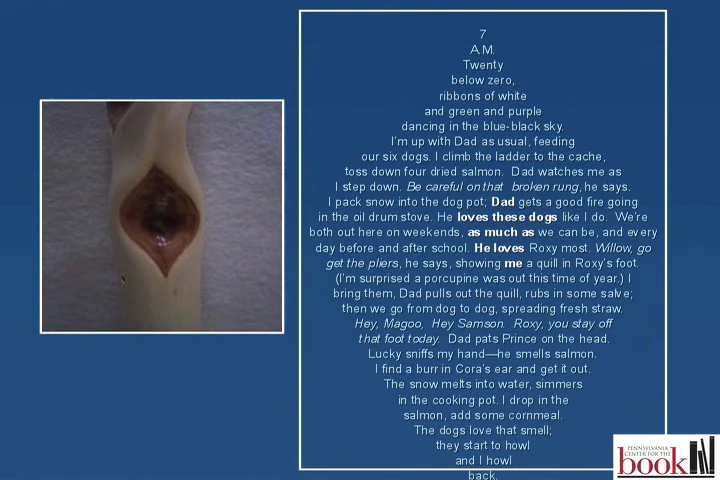 7
A.M.
Twenty
below zero,
ribbons of white
and green and purple
dancing in the blue-black sky.
I'm up with Dad as usual, feeding
our six dogs. I climb the ladder to the cache,
toss down four dried salmon. Dad watches me as
I step down. Be careful on that broken rung, he says.
I pack snow into the dog pot; Dad gets a good fire going
in the oil drum stove. He loves these dogs like I do. We're
both out here on weekends, as much as we can be, and every
day before and after school. He loves Roxy most. Willow, go
get the pliers, he says, showing me a quill in Roxy's foot.
(I'm surprised a porcupine was out this time of year.) I
bring them, Dad pulls out the quill, rubs in some salve;
then we go from dog to dog, spreading fresh straw.
Hey, Magoo, Hey Samson. Roxy, you stay off
that foot today. Dad pats Prince on the head.
Lucky sniffs my hand—he smells salmon.
I find a burr in Cora's ear and get it out.
The snow melts into water, simmers
in the cooking pot. I drop in the
salmon, add some cornmeal.
The dogs love that smell;
they start to howl
and I howl
back.
PENNSYLVANIA
CENTER FOR THE
book